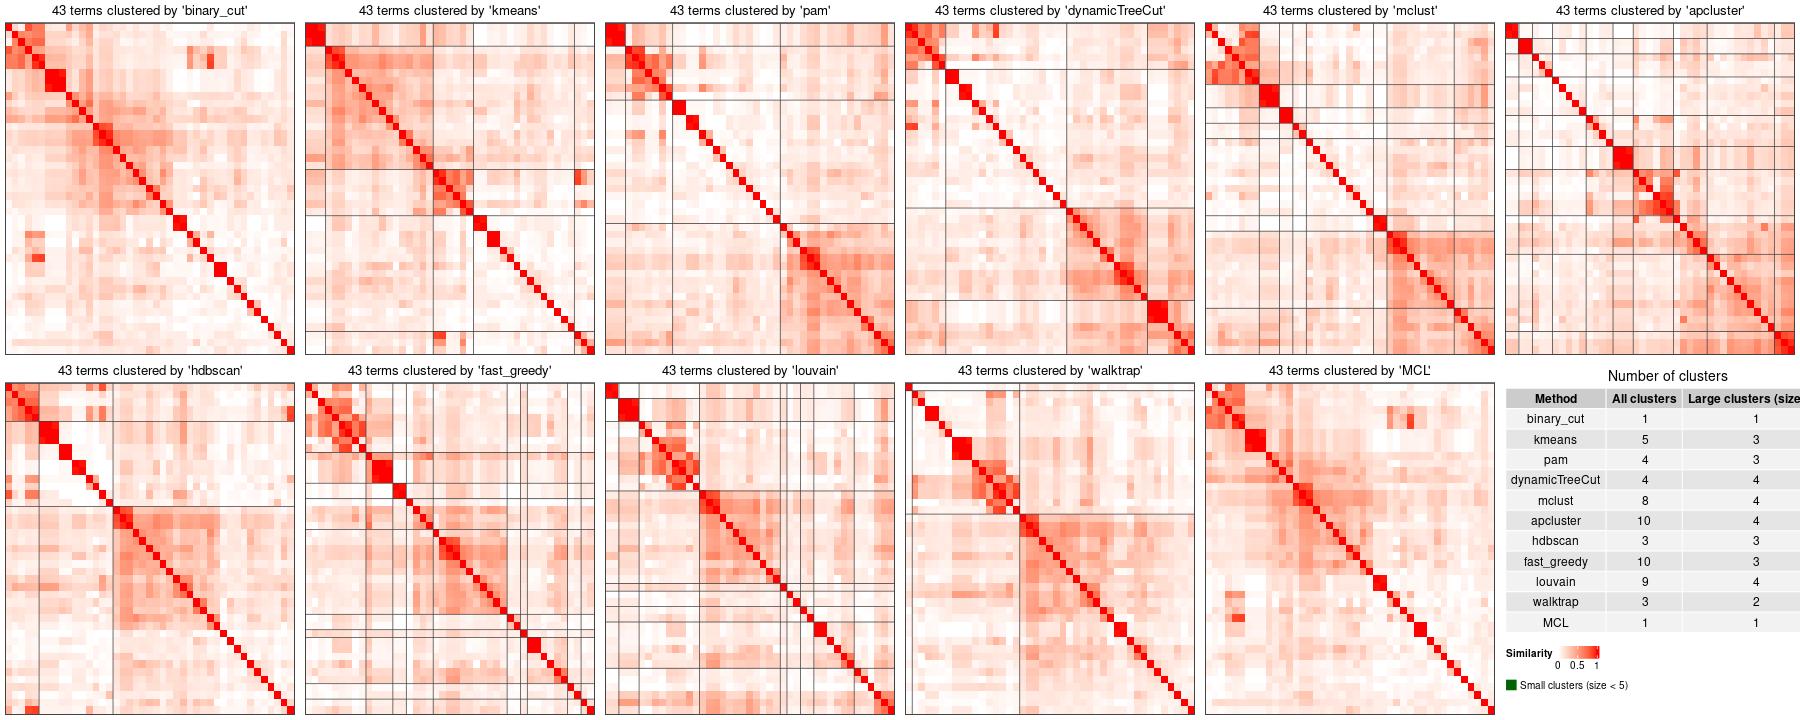 43 terms clustered by 'binary_cut'
43 terms clustered by 'kmeans'
43 terms clustered by 'pam'
43 terms clustered by 'dynamicTreeCut'
43 terms clustered by 'mclust'
43 terms clustered by 'apcluster'
43 terms clustered by 'hdbscan'
43 terms clustered by 'fast_greedy'
43 terms clustered by 'louvain'
43 terms clustered by 'walktrap'
43 terms clustered by 'MCL'
Number of clusters
Method All clusters Large clusters (size
binary_cut 1 1
kmeans 5 3
pam 4 3
dynamicTreeCut 4 4
mclust 8 4
apcluster 10 4
hdbscan 3 3
fast_greedy 10 3
louvain 9 4
walktrap 3 2
MCL 1 1
Similarity
0 0.5 1
Small clusters (size < 5)